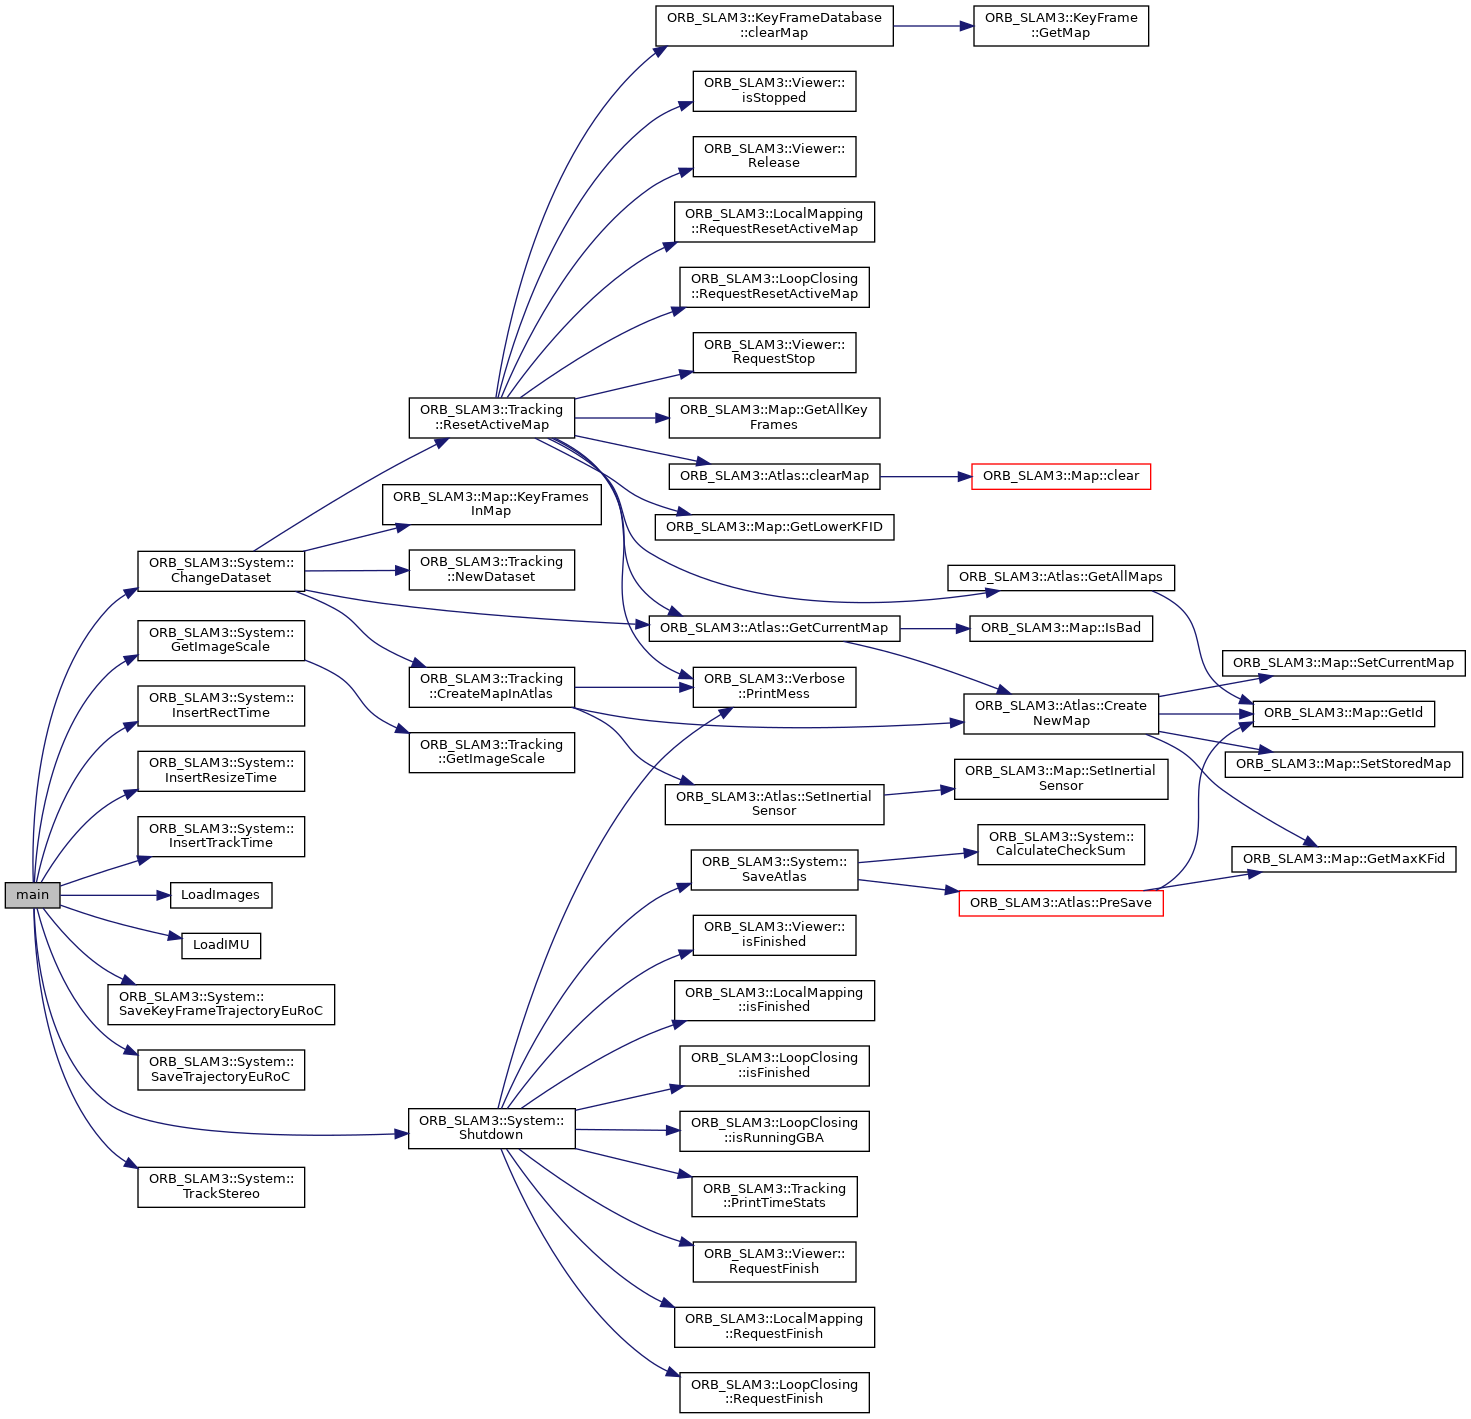 ORB_SLAM3::KeyFrameDatabase
::clearMap
ORB_SLAM3::KeyFrame
::GetMap
ORB_SLAM3::Viewer::
isStopped
ORB_SLAM3::Viewer::
Release
ORB_SLAM3::LocalMapping
::RequestResetActiveMap
ORB_SLAM3::LoopClosing
::RequestResetActiveMap
ORB_SLAM3::Viewer::
RequestStop
ORB_SLAM3::Tracking
::ResetActiveMap
ORB_SLAM3::Map::GetAllKey
Frames
ORB_SLAM3::Atlas::clearMap
ORB_SLAM3::Map::clear
ORB_SLAM3::Map::KeyFrames
InMap
ORB_SLAM3::Map::GetLowerKFID
ORB_SLAM3::System::
ChangeDataset
ORB_SLAM3::Tracking
::NewDataset
ORB_SLAM3::Atlas::GetAllMaps
ORB_SLAM3::Atlas::GetCurrentMap
ORB_SLAM3::Map::IsBad
ORB_SLAM3::System::
GetImageScale
ORB_SLAM3::Tracking
::CreateMapInAtlas
ORB_SLAM3::Verbose
::PrintMess
ORB_SLAM3::Map::SetCurrentMap
ORB_SLAM3::System::
InsertRectTime
ORB_SLAM3::Atlas::Create
NewMap
ORB_SLAM3::Map::GetId
ORB_SLAM3::Tracking
::GetImageScale
ORB_SLAM3::Map::SetStoredMap
ORB_SLAM3::System::
InsertResizeTime
ORB_SLAM3::Map::SetInertial
Sensor
ORB_SLAM3::Atlas::SetInertial
Sensor
ORB_SLAM3::System::
InsertTrackTime
ORB_SLAM3::System::
CalculateCheckSum
ORB_SLAM3::System::
SaveAtlas
ORB_SLAM3::Map::GetMaxKFid
main
LoadImages
ORB_SLAM3::Atlas::PreSave
LoadIMU
ORB_SLAM3::Viewer::
isFinished
ORB_SLAM3::System::
SaveKeyFrameTrajectoryEuRoC
ORB_SLAM3::LocalMapping
::isFinished
ORB_SLAM3::System::
SaveTrajectoryEuRoC
ORB_SLAM3::LoopClosing
::isFinished
ORB_SLAM3::System::
Shutdown
ORB_SLAM3::LoopClosing
::isRunningGBA
ORB_SLAM3::System::
TrackStereo
ORB_SLAM3::Tracking
::PrintTimeStats
ORB_SLAM3::Viewer::
RequestFinish
ORB_SLAM3::LocalMapping
::RequestFinish
ORB_SLAM3::LoopClosing
::RequestFinish